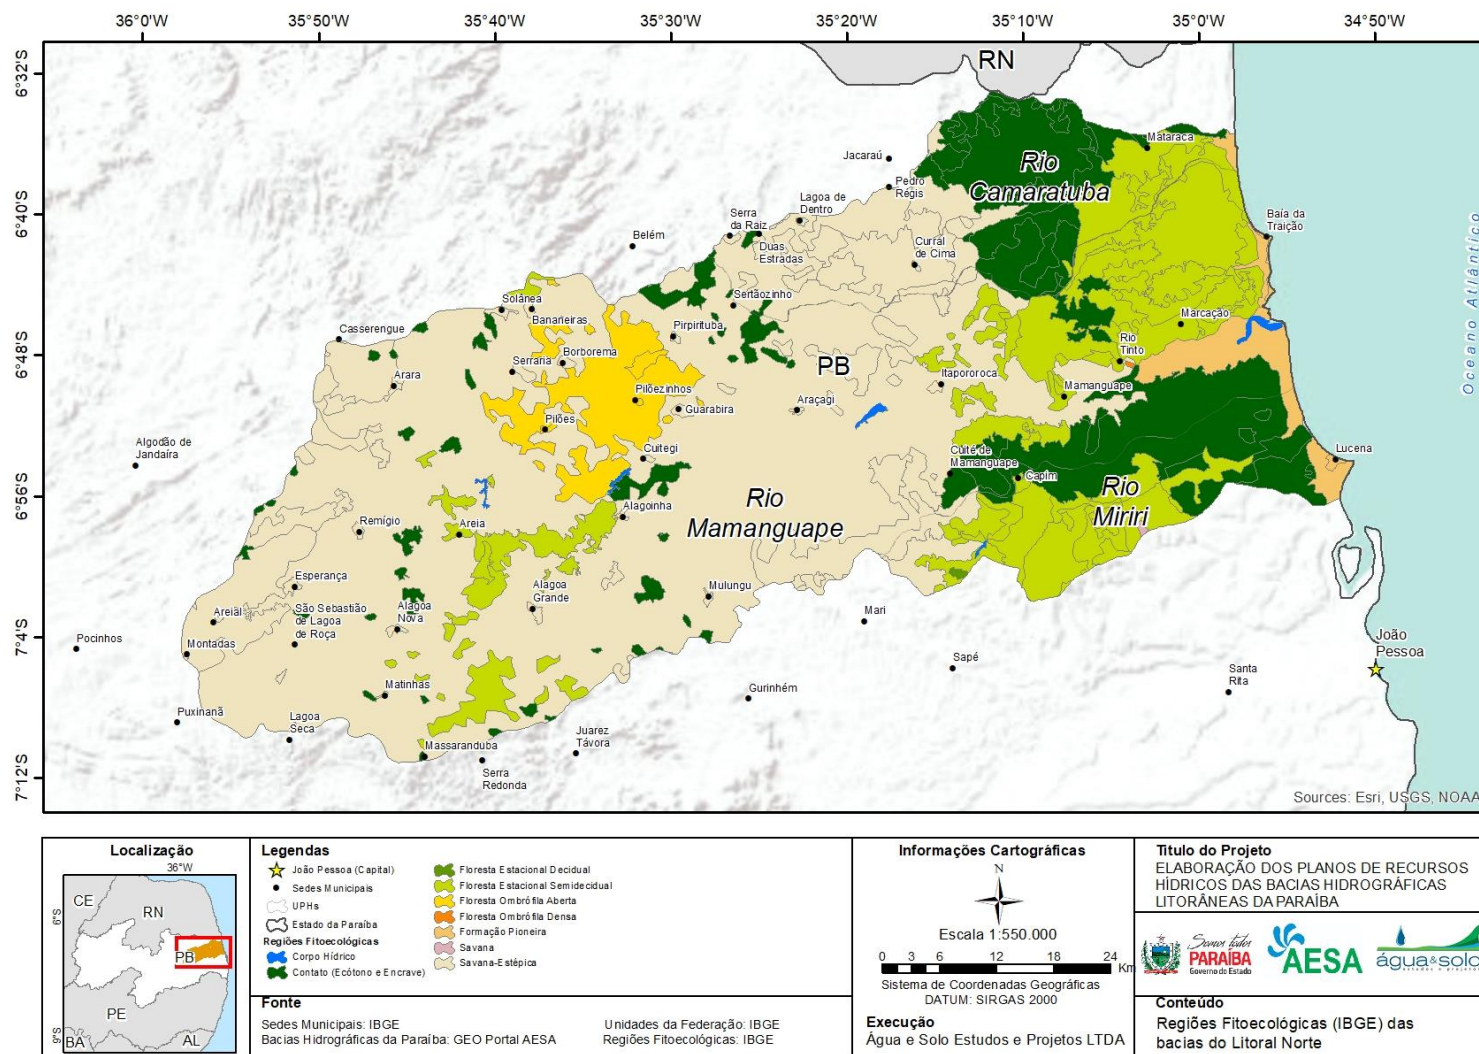 36°0'W
35°50'W
35°40'W
35°30'W
35°20'W
35°10'W
35°0'W
34°50'W
6°32'S
6°40'S
6°48'S
6°56'S
7°4'S
7°12'S
RN
Mataraca
Rio
Camaratuba
Jacaraú
Pedro
Régis
Lagoa de
Dentro
Serra
da Raiz
Duas
Estradas
Belém
Curral
de Cima
Baía da
Traição
Oceano Atlântico
Solânea
Bananeiras
Sertãozinho
Marcação
Casserengue
Pirpirituba
Borborema
Serraria
Rio
Tinto
PB
Arara
Itapororoca
Mamanguape
Pilõezinhos
Guarabira
Araçagi
Pilões
Algodão de
Jandaíra
Cuitegi
Cuité de
Mamanguape
Capim
Lucena
Rio
Mamanguape
Rio
Miriri
Alagoinha
Remígio
Areia
Esperança
Alagoa
Grande
Mulungu
Areial
São Sebastião
de Lagoa
de Roça
Alagoa
Nova
Mari
Pocinhos
Montadas
João
Pessoa
Sapé
Santa
Rita
Matinhas
Gurinhém
Puxinanã
Lagoa
Seca
Juarez
Távora
Massaranduba
Serra
Redonda
Sources: Esri, USGS, NOAA
Localização
36°W
6°S
9°S
CE
RN
PB
PE
BA
AL
Legendas
João Pessoa (Capital)
Sedes Municipais
UPHs
Estado da Paraíba
Regiões Fitoecológicas
Corpo Hídrico
Contato (Ecótono e Encrave)
Floresta Estacional Decidual
Floresta Estacional Semidecidual
Floresta Ombrófila Aberta
Floresta Ombrófila Densa
Formação Pioneira
Savana
Savana-Estépica
Fonte
Sedes Municipais: IBGE
Bacias Hidrográficas da Paraíba: GEO Portal AESA
Unidades da Federação: IBGE
Regiões Fitoecológicas: IBGE
Informações Cartográficas
N
Escala 1:550.000
0 3 6 12 18 24
Km
Sistema de Coordenadas Geográficas
DATUM: SIRGAS 2000
Execução
Água e Solo Estudos e Projetos LTDA
Titulo do Projeto
ELABORAÇÃO DOS PLANOS DE RECURSOS
HÍDRICOS DAS BACIAS HIDROGRÁFICAS
LITORÂNEAS DA PARAÍBA
Somos todos
PARAÍBA
Governo do Estado
AESA
água&solo
estudos e projetos
Conteúdo
Regiões Fitoecológicas (IBGE) das
bacias do Litoral Norte